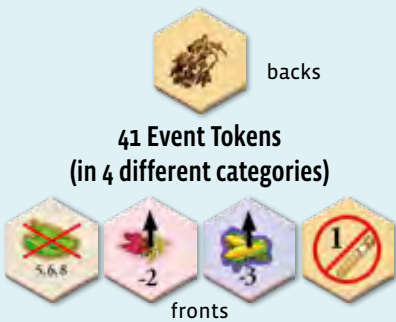 backs
41 Event Tokens
(in 4 different categories)
5,6,8
-2
-3
1
fronts